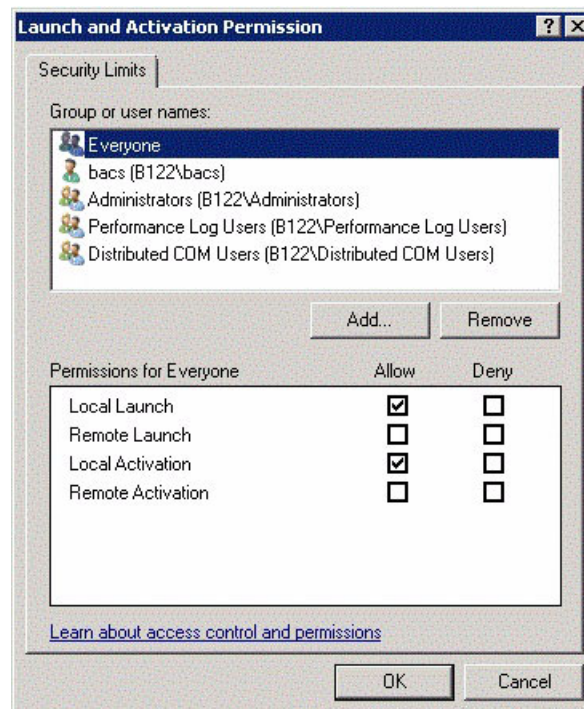 Launch and Activation Permission
Security Limits
Group or user names:
Everyone
bacs (B122\bacs)
Administrators (B122\Administrators)
Performance Log Users (B122\Performance Log Users)
Distributed COM Users (B122\Distributed COM Users)
Add... Remove
Permissions for Everyone Allow Deny
Local Launch
Remote Launch
Local Activation
Remote Activation
Learn about access control and permissions
OK Cancel